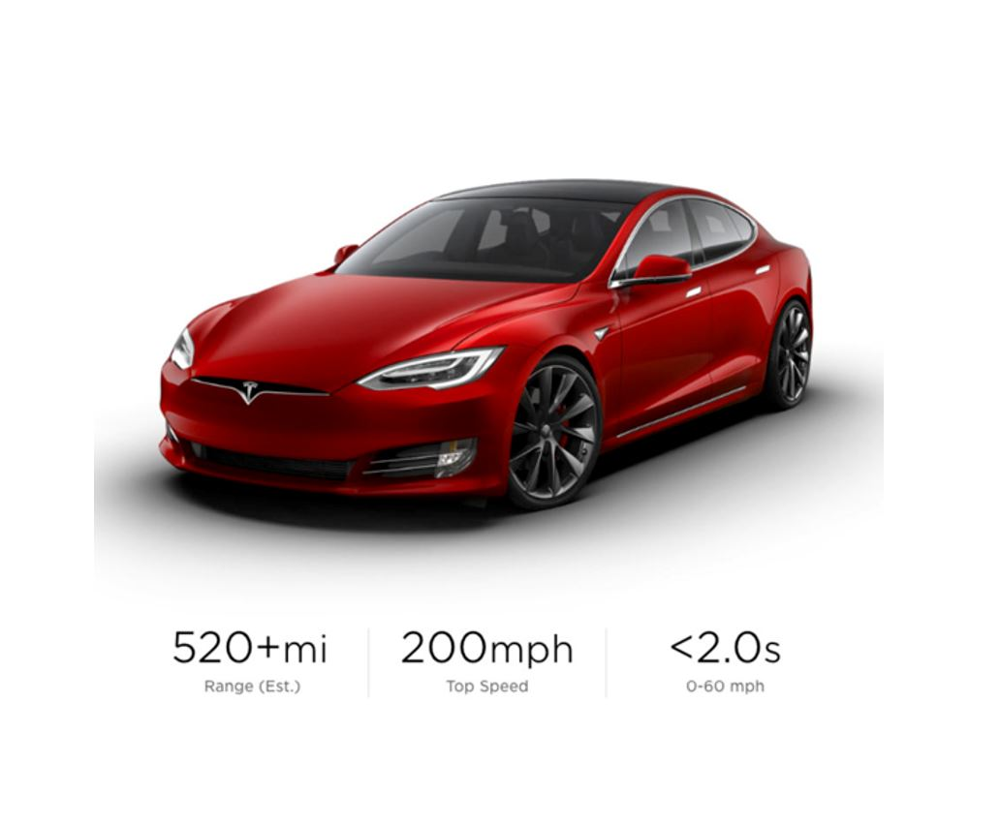 520+mi
Range (Est.)
200mph
Top Speed
<2.0s
0-60 mph